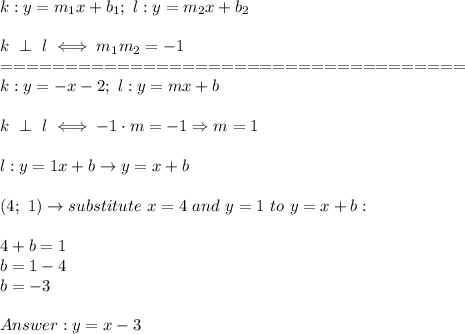 k : y = m₁x + b₁; l : y = m₂x + b₂
k ⊥ l ⟺ m₁m₂ = −1
====================================
k : y = −x − 2; l : y = mx + b
k ⊥ l ⟺ −1 · m = −1 ⇒ m = 1
l : y = 1x + b → y = x + b
(4; 1) → substitute x = 4 and y = 1 to y = x + b :
4 + b = 1
b = 1 − 4
b = −3
Answer : y = x − 3